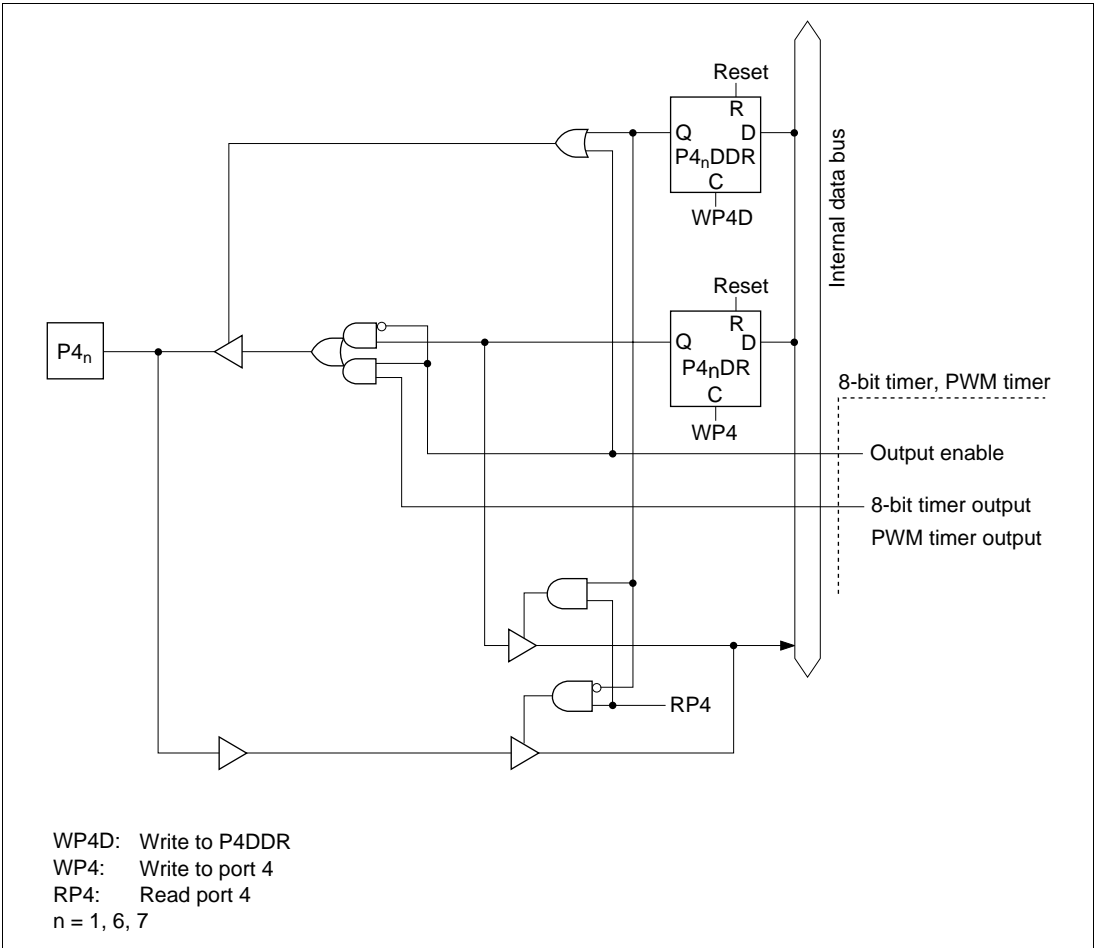 Reset
R
Q D
P4nDDR
C
WP4D
Internal data bus
Reset
R
Q D
P4nDR
C
WP4
P4n
8-bit timer, PWM timer
Output enable
8-bit timer output
PWM timer output
RP4
WP4D: Write to P4DDR
WP4: Write to port 4
RP4: Read port 4
n = 1, 6, 7